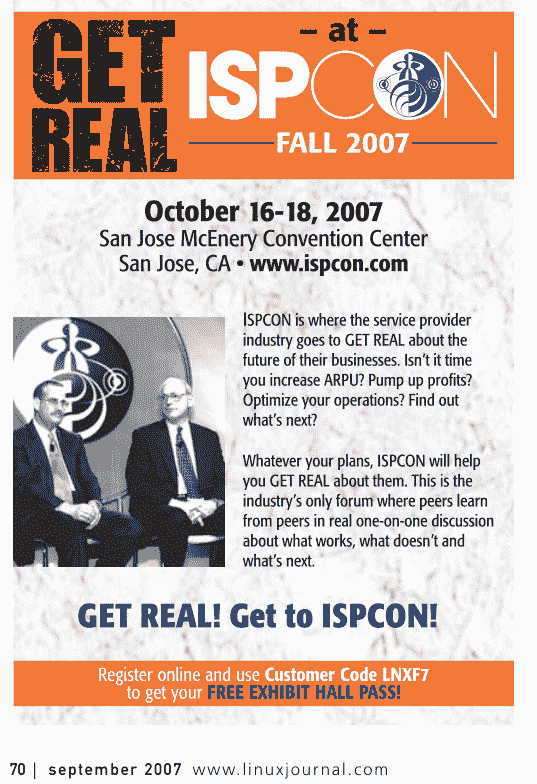 GET
REAL
– at –
ISPCON
FALL 2007
October 16-18, 2007
San Jose McEnery Convention Center
San Jose, CA • www.ispcon.com
ISPCON is where the service provider
industry goes to GET REAL about the
future of their businesses. Isn't it time
you increase ARPU? Pump up profits?
Optimize your operations? Find out
what's next?
Whatever your plans, ISPCON will help
you GET REAL about them. This is the
industry's only forum where peers learn
from peers in real one-on-one discussion
about what works, what doesn't and
what's next.
GET REAL! Get to ISPCON!
Register online and use Customer Code LNXF7
to get your FREE EXHIBIT HALL PASS!
70 | september 2007 www.linuxjournal.com